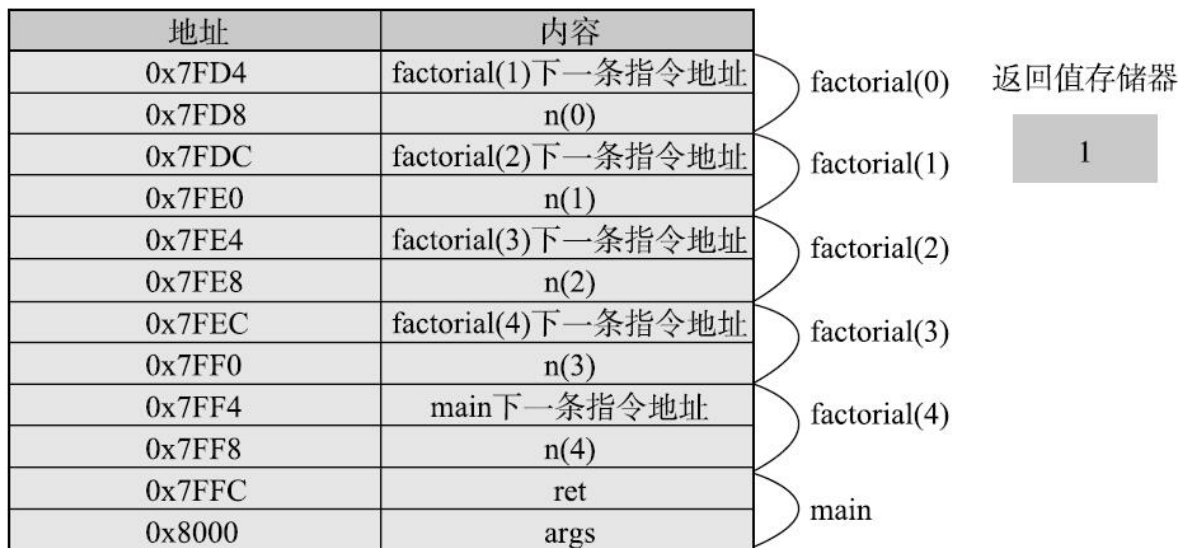 地址 内容
0x7FD4 factorial(1)下一条指令地址
0x7FD8 n(0)
factorial(0)
0x7FDC factorial(2)下一条指令地址
0x7FE0 n(1)
factorial(1)
0x7FE4 factorial(3)下一条指令地址
0x7FE8 n(2)
factorial(2)
0x7FEC factorial(4)下一条指令地址
0x7FF0 n(3)
factorial(3)
0x7FF4 main下一条指令地址
0x7FF8 n(4)
factorial(4)
0x7FFC ret
0x8000 args
main
返回值存储器
1